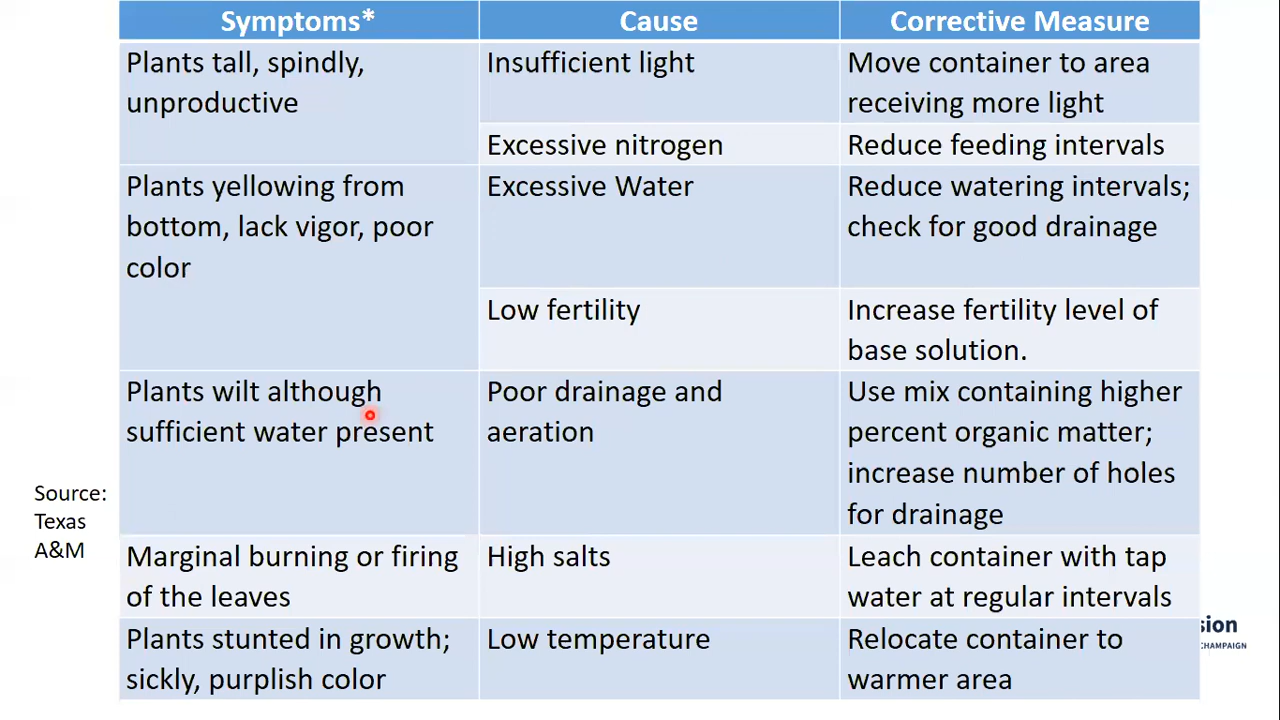 Symptoms*
Cause
Corrective Measure
Plants tall, spindly,
unproductive
Insufficient light
Move container to area
receiving more light
Excessive nitrogen
Reduce feeding intervals
Plants yellowing from
bottom, lack vigor, poor
color
Excessive Water
Reduce watering intervals;
check for good drainage
Low fertility
Increase fertility level of
base solution.
Plants wilt although
sufficient water present
Poor drainage and
aeration
Use mix containing higher
percent organic matter;
increase number of holes
for drainage
Marginal burning or firing
of the leaves
High salts
Leach container with tap
water at regular intervals
Plants stunted in growth;
sickly, purplish color
Low temperature
Relocate container to
warmer area
Source:
Texas
A&M
sion
CHAMPAIGN